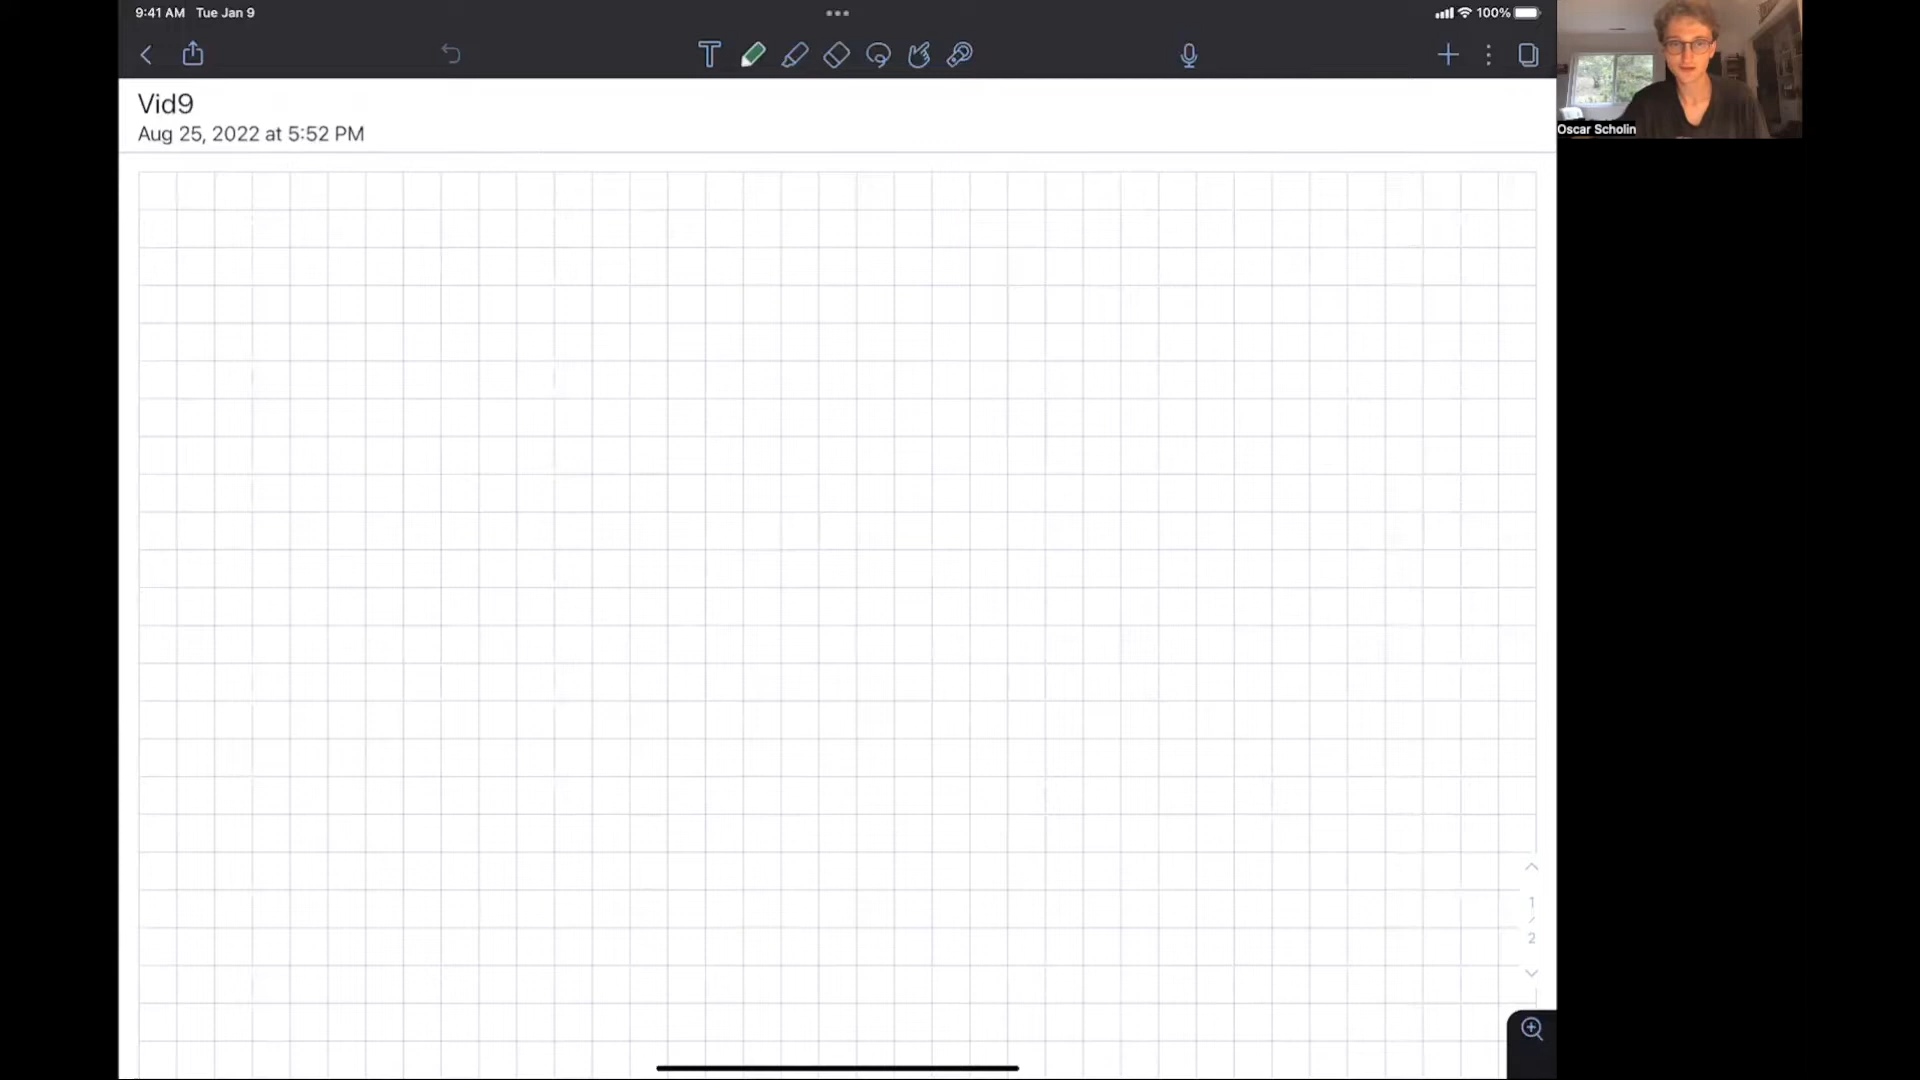 9:41 AM Tue Jan 9
100%
Vid9
Aug 25, 2022 at 5:52 PM
Oscar Scholin
1
/
2